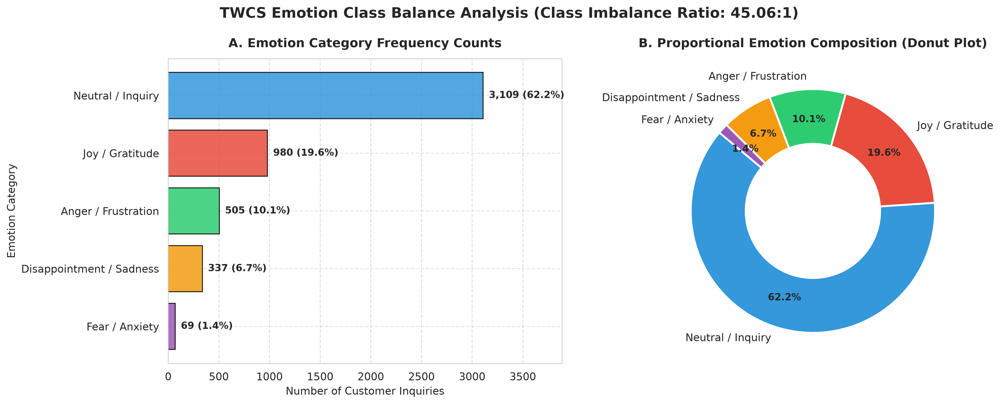 TWCS Emotion Class Balance Analysis (Class Imbalance Ratio: 45.06:1)
A. Emotion Category Frequency Counts
Emotion Category
Neutral / Inquiry
3,109 (62.2%)
Joy / Gratitude
980 (19.6%)
Anger / Frustration
505 (10.1%)
Disappointment / Sadness
337 (6.7%)
Fear / Anxiety
69 (1.4%)
0 500 1000 1500 2000 2500 3000 3500
Number of Customer Inquiries
B. Proportional Emotion Composition (Donut Plot)
Anger / Frustration
Disappointment / Sadness
Fear / Anxiety
Joy / Gratitude
10.1%
6.7%
1.4%
19.6%
62.2%
Neutral / Inquiry